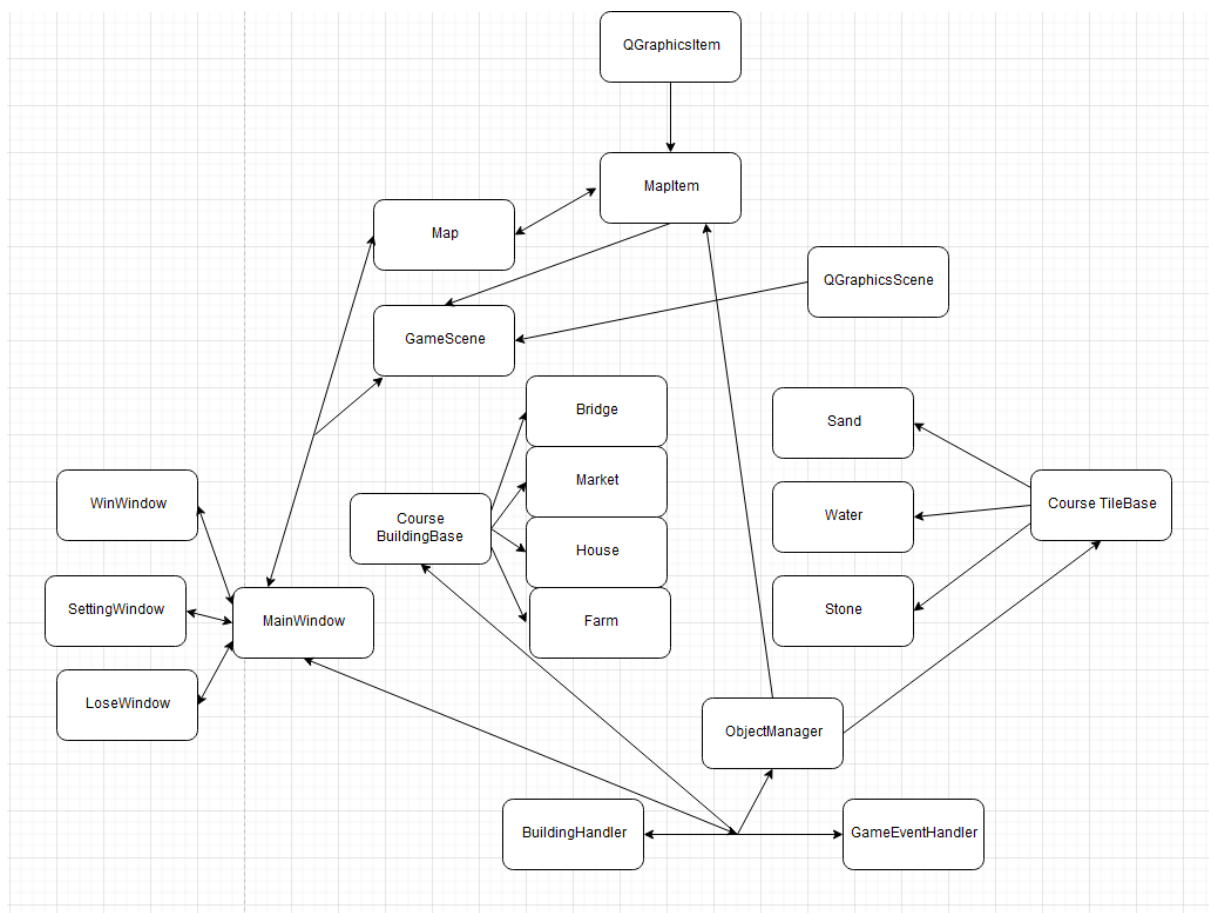 QGraphicsItem
MapItem
Map
QGraphicsScene
GameScene
Bridge
Sand
Market
WinWindow
Course TileBase
Course
BuildingBase
Water
House
SettingWindow
MainWindow
Farm
Stone
LoseWindow
ObjectManager
BuildingHandler
GameEventHandler